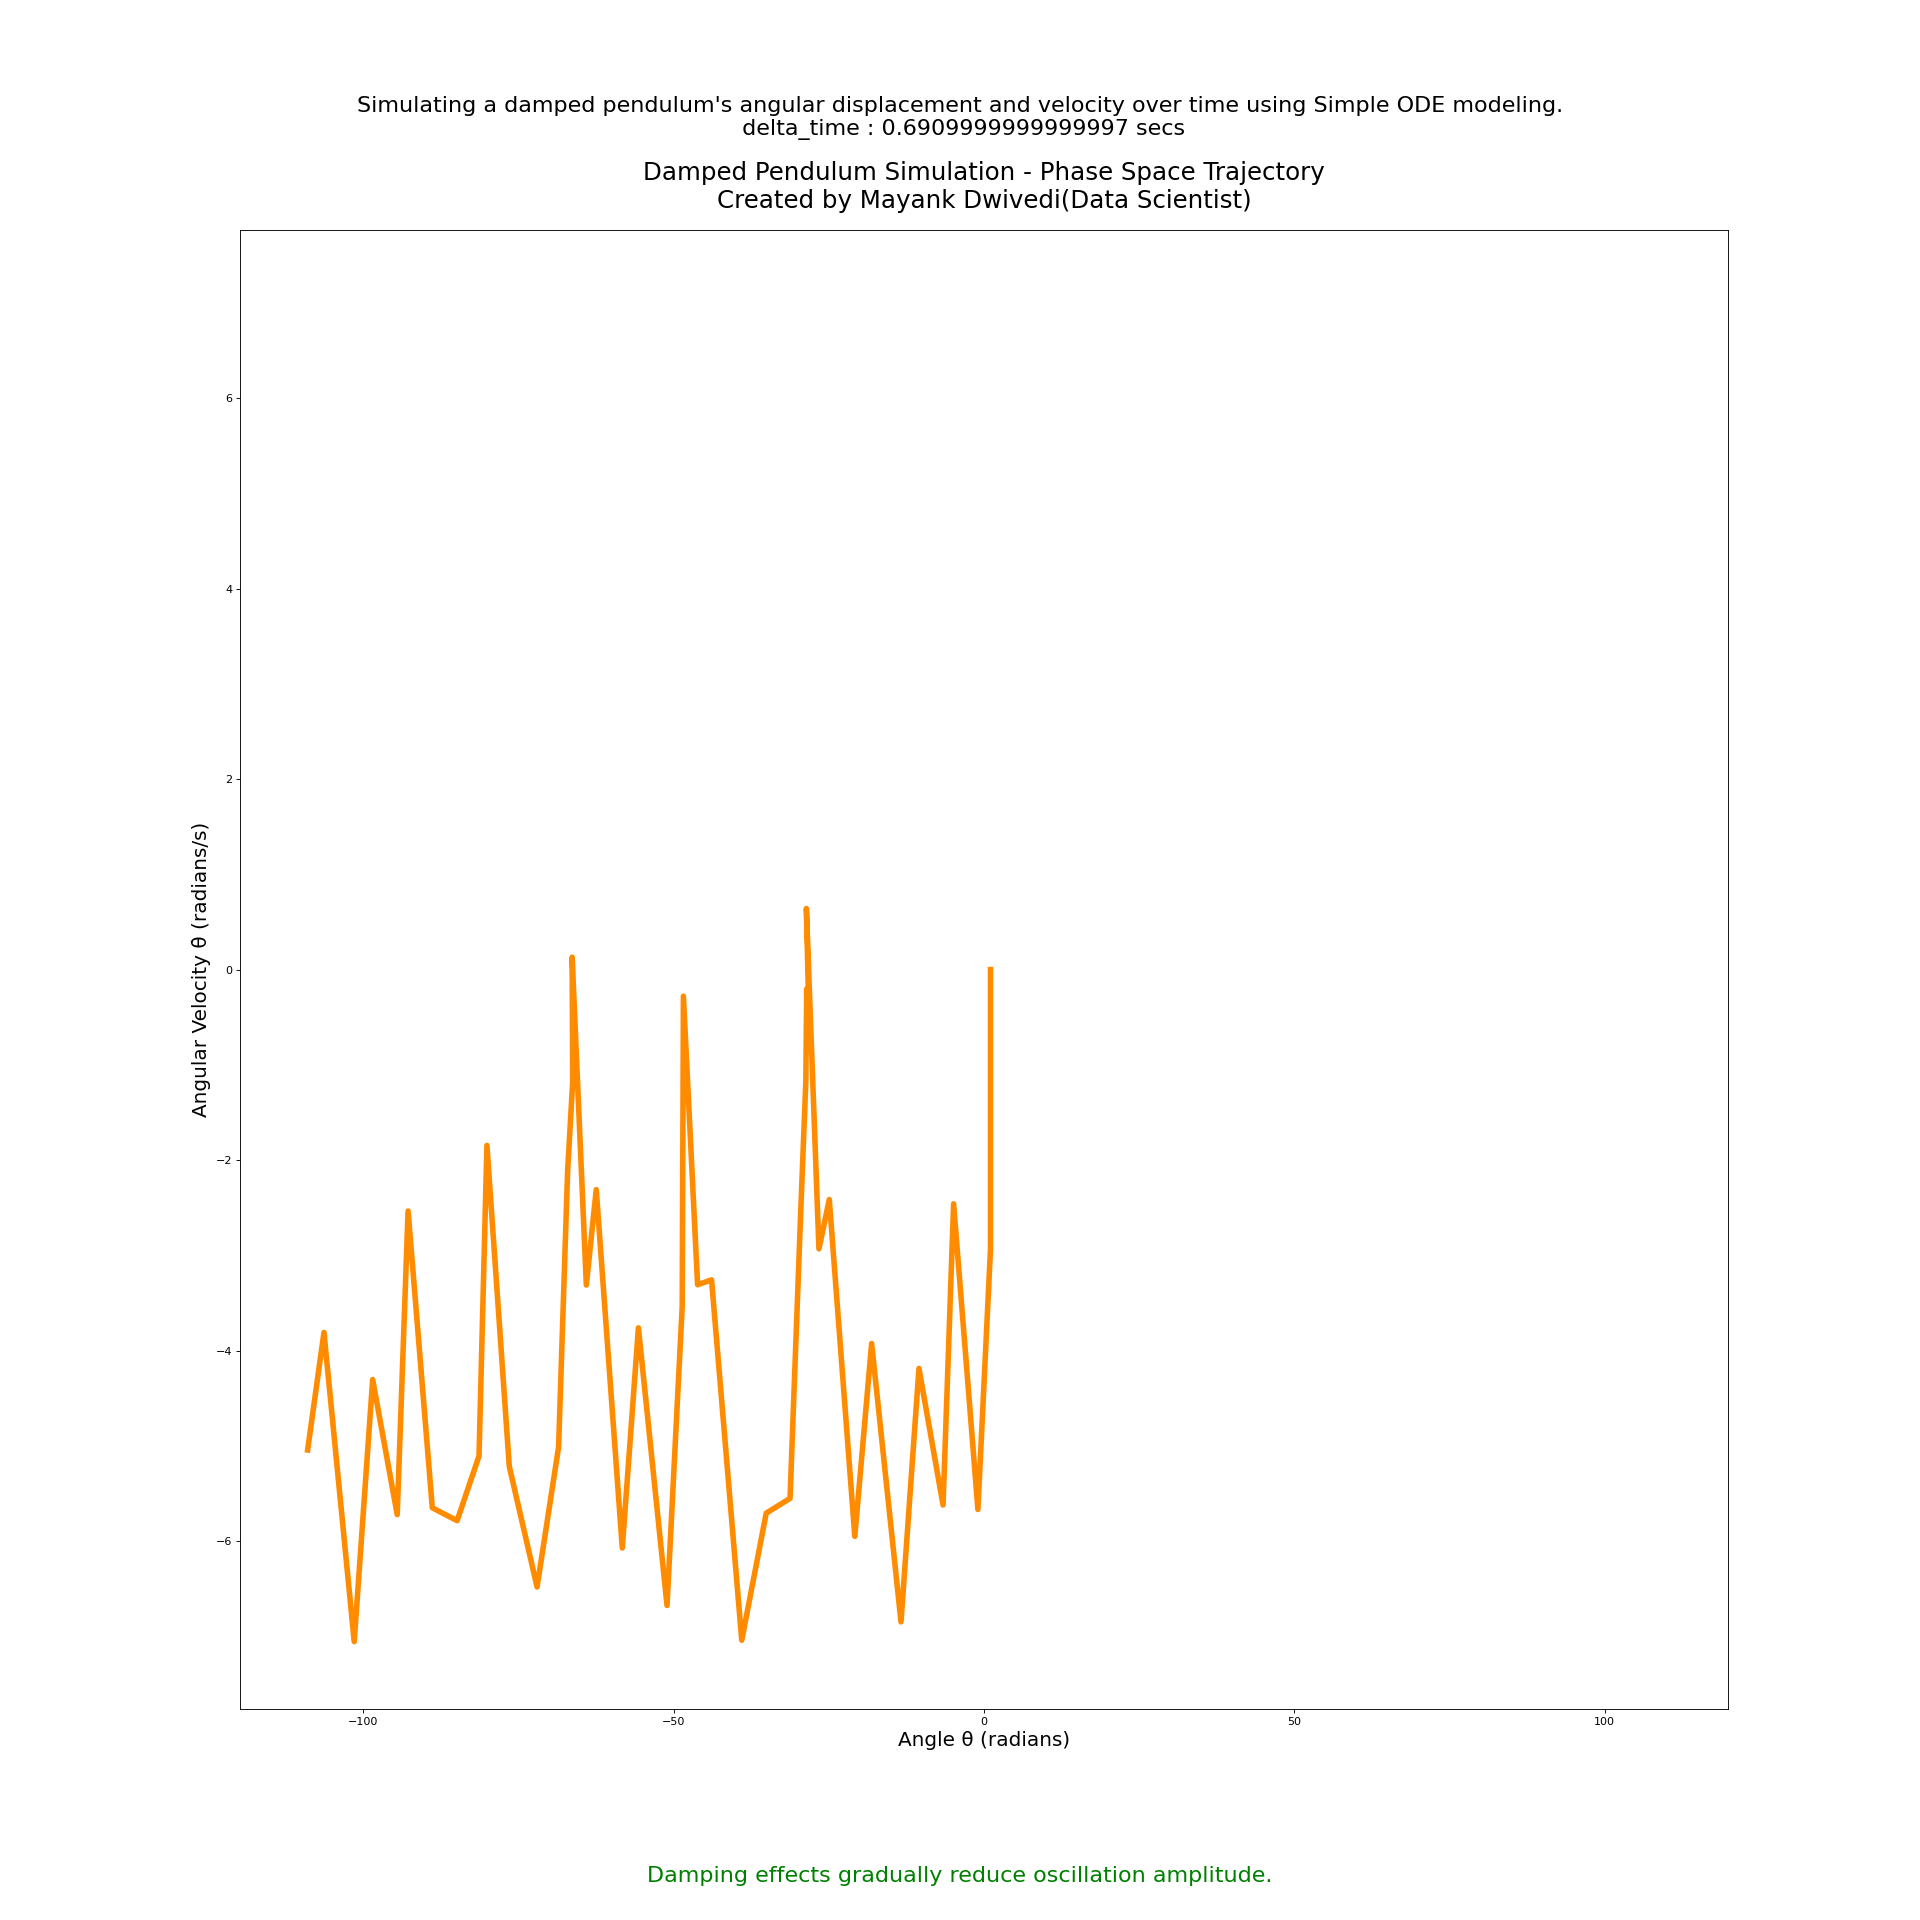 Simulating a damped pendulum's angular displacement and velocity over time using Simple ODE modeling.
delta_time : 0.6909999999999997 secs
Damped Pendulum Simulation - Phase Space Trajectory
Created by Mayank Dwivedi(Data Scientist)
Angular Velocity θ (radians/s)
6
4
2
0
−2
−4
−6
−100
−50
0
50
100
Angle θ (radians)
Damping effects gradually reduce oscillation amplitude.